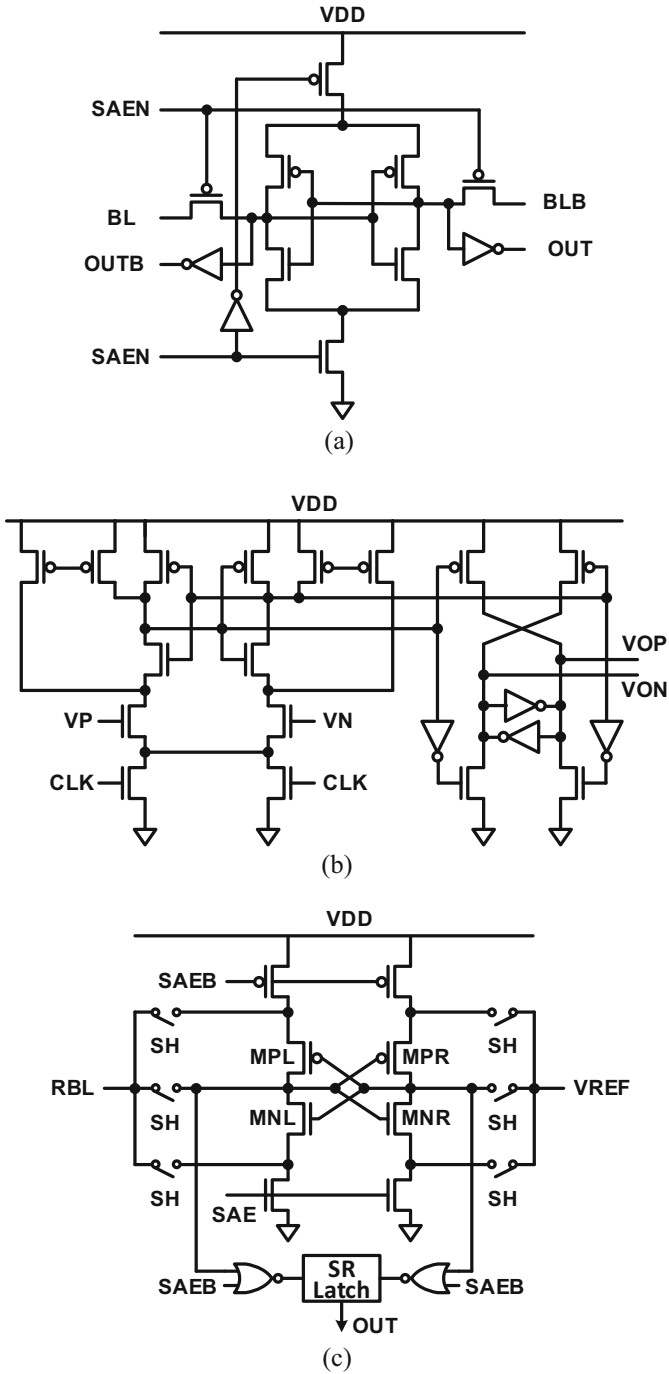 VDD
SAEN
BL
BLB
OUTB
OUT
SAEN
(a)
VDD
VOP
VON
VP
VN
CLK
CLK
(b)
VDD
SAEB
SH
SH
MPL
MPR
RBL
VREF
MNL
MNR
SH
SH
SH
SH
SAE
SAEB
SR
Latch
SAEB
OUT
(c)